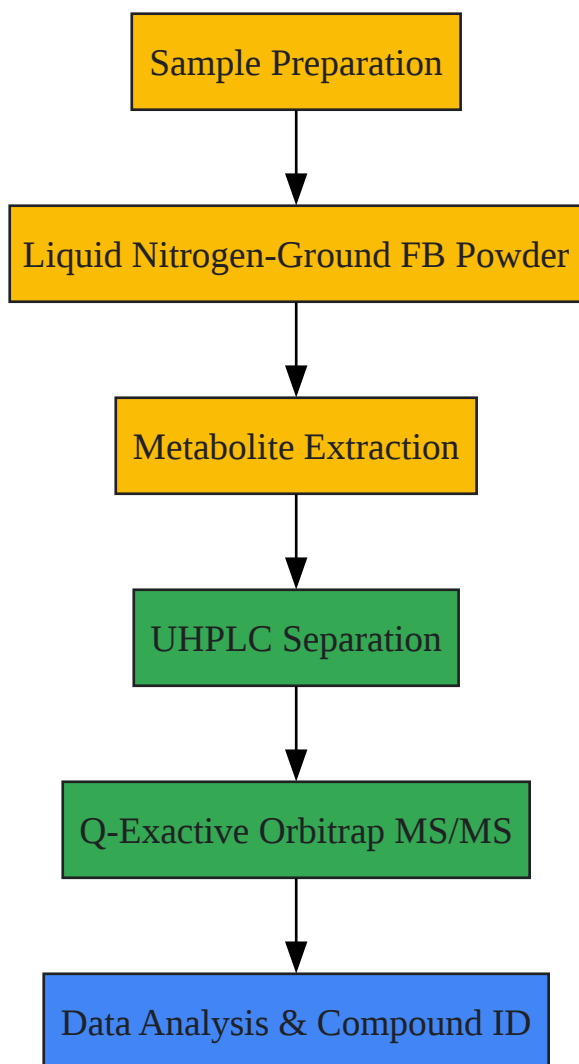 Sample Preparation
Liquid Nitrogen-Ground FB Powder
Metabolite Extraction
UHPLC Separation
Q-Exactive Orbitrap MS/MS
Data Analysis & Compound ID